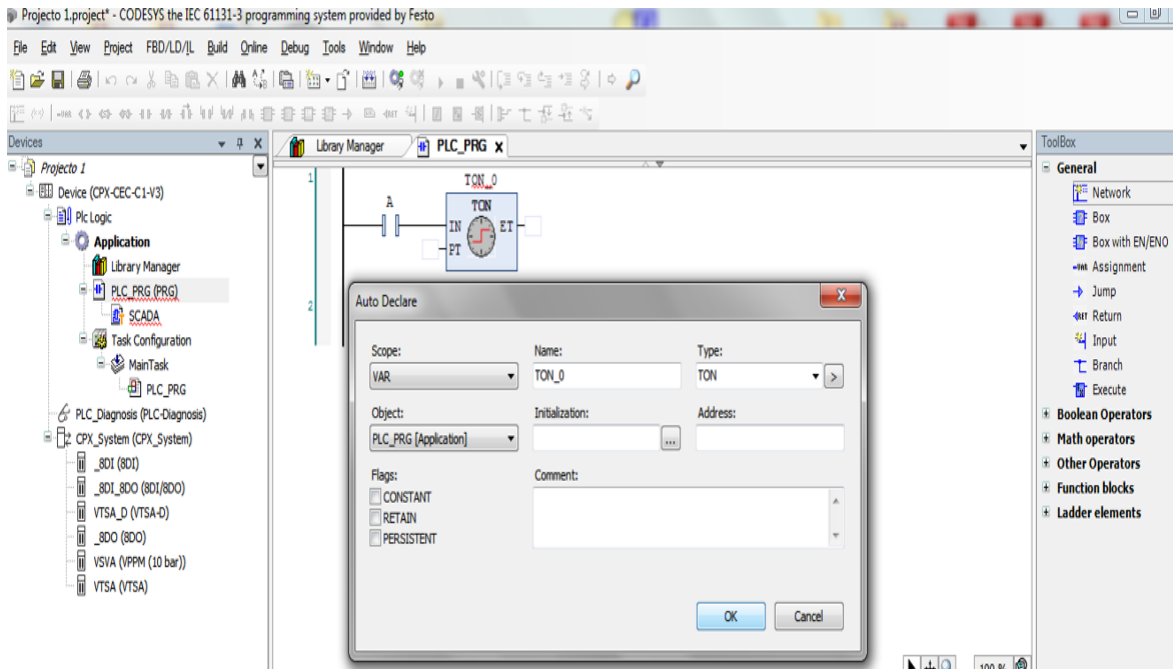 Projecto 1.project* - CODESYS the IEC 61131-3 programming system provided by Festo
File Edit View Project FBD/LD/IL Build Online Debug Tools Window Help
Devices
Projecto 1
Device (CPX-CEC-C1-V3)
Plc Logic
Application
Library Manager
PLC_PRG (PRG)
SCADA
Task Configuration
MainTask
PLC_PRG
PLC_Diagnosis (PLC-Diagnosis)
CPX_System (CPX_System)
_8DI (8DI)
_8DI_8DO (8DI/8DO)
VTSA_D (VTSA-D)
_8DO (8DO)
VSVA (VPPM (10 bar))
VTSA (VTSA)
Library Manager PLC_PRG x
1
TON_0
A
TON
IN ET
PT
2
Auto Declare
Scope: Name: Type:
VAR TON_0 TON >
Object: Initialization: Address:
PLC_PRG [Application] ...
Flags: Comment:
CONSTANT
RETAIN
PERSISTENT
OK Cancel
100 %
ToolBox
General
Network
Box
Box with EN/ENO
Assignment
Jump
Return
Input
Branch
Execute
Boolean Operators
Math operators
Other Operators
Function blocks
Ladder elements